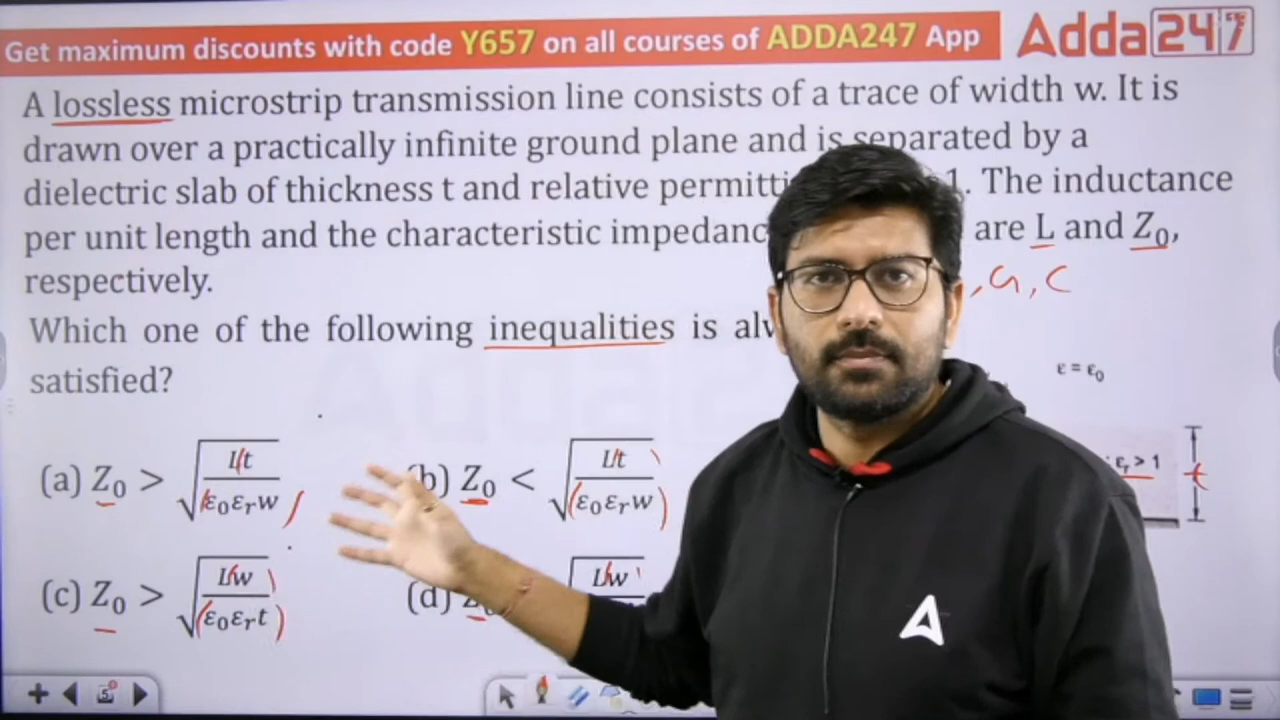 Get maximum discounts with code Y657 on all courses of ADDA247 App
Adda247
A lossless microstrip transmission line consists of a trace of width w. It is
drawn over a practically infinite ground plane and is separated by a
dielectric slab of thickness t and relative 1. The inductance
per unit length and the characteristic are L and Z₀,
respectively.
, G, C
Which one of the following inequalities is
satisfied?
ε = ε₀
(a) Z₀ > √(Lt/ε₀εᵣw)
(b) Z₀ < √(Lt/ε₀εᵣw)
εᵣ > 1
t
(c) Z₀ > √(Lw/ε₀εᵣt)
(d) Lw
5